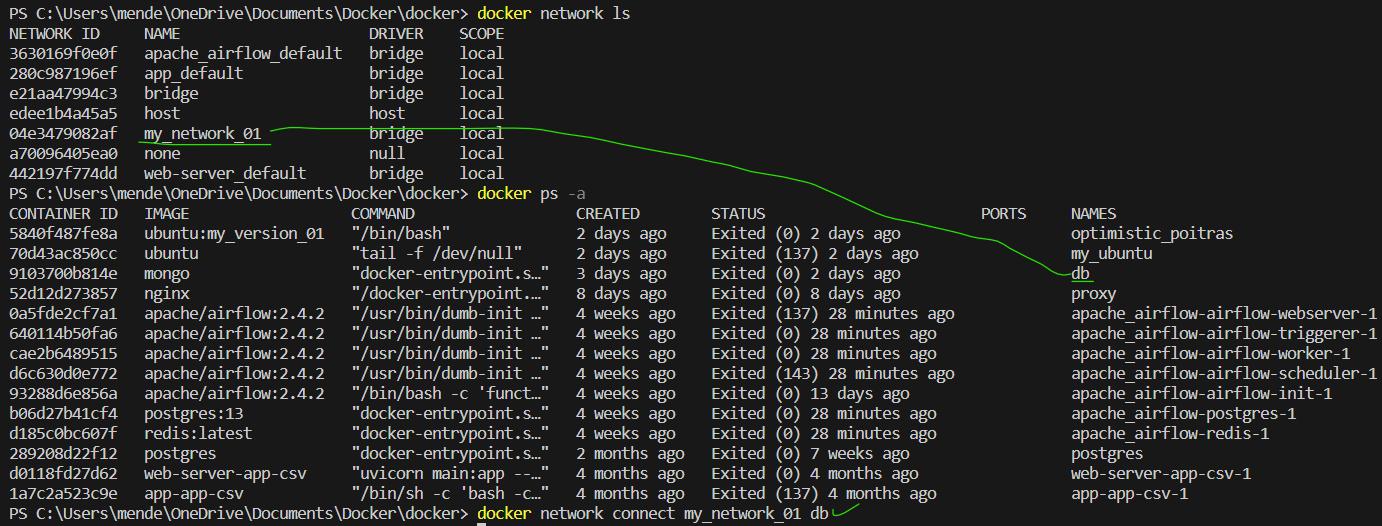 PS C:\Users\mende\OneDrive\Documents\Docker\docker> docker network ls
NETWORK ID     NAME                     DRIVER    SCOPE
3630169f0e0f   apache_airflow_default   bridge    local
280c987196ef   app_default              bridge    local
e21aa47994c3   bridge                   bridge    local
edee1b4a45a5   host                     host      local
04e3479082af   my_network_01            bridge    local
a70096405ea0   none                     null      local
442197f774dd   web-server_default       bridge    local
PS C:\Users\mende\OneDrive\Documents\Docker\docker> docker ps -a
CONTAINER ID   IMAGE                  COMMAND                  CREATED        STATUS                        PORTS     NAMES
5840f487fe8a   ubuntu:my_version_01   "/bin/bash"              2 days ago     Exited (0) 2 days ago                   optimistic_poitras
70d43ac850cc   ubuntu                 "tail -f /dev/null"      2 days ago     Exited (137) 2 days ago                 my_ubuntu
9103700b814e   mongo                  "docker-entrypoint.s…"   3 days ago     Exited (0) 2 days ago                   db
52d12d273857   nginx                  "/docker-entrypoint.…"   8 days ago     Exited (0) 8 days ago                   proxy
0a5fde2cf7a1   apache/airflow:2.4.2   "/usr/bin/dumb-init …"   4 weeks ago    Exited (137) 28 minutes ago             apache_airflow-airflow-webserver-1
640114b50fa6   apache/airflow:2.4.2   "/usr/bin/dumb-init …"   4 weeks ago    Exited (0) 28 minutes ago               apache_airflow-airflow-triggerer-1
cae2b6489515   apache/airflow:2.4.2   "/usr/bin/dumb-init …"   4 weeks ago    Exited (0) 28 minutes ago               apache_airflow-airflow-worker-1
d6c630d0e772   apache/airflow:2.4.2   "/usr/bin/dumb-init …"   4 weeks ago    Exited (143) 28 minutes ago             apache_airflow-airflow-scheduler-1
93288d6e856a   apache/airflow:2.4.2   "/bin/bash -c 'funct…"   4 weeks ago    Exited (0) 13 days ago                  apache_airflow-airflow-init-1
b06d27b41cf4   postgres:13            "docker-entrypoint.s…"   4 weeks ago    Exited (0) 28 minutes ago               apache_airflow-postgres-1
d185c0bc607f   redis:latest           "docker-entrypoint.s…"   4 weeks ago    Exited (0) 28 minutes ago               apache_airflow-redis-1
289208d22f12   postgres               "docker-entrypoint.s…"   2 months ago   Exited (0) 7 weeks ago                  postgres
d0118fd27d62   web-server-app-csv     "uvicorn main:app --…"   4 months ago   Exited (0) 4 months ago                 web-server-app-csv-1
1a7c2a523c9e   app-app-csv            "/bin/sh -c 'bash -c…"   4 months ago   Exited (137) 4 months ago               app-app-csv-1
PS C:\Users\mende\OneDrive\Documents\Docker\docker> docker network connect my_network_01 db